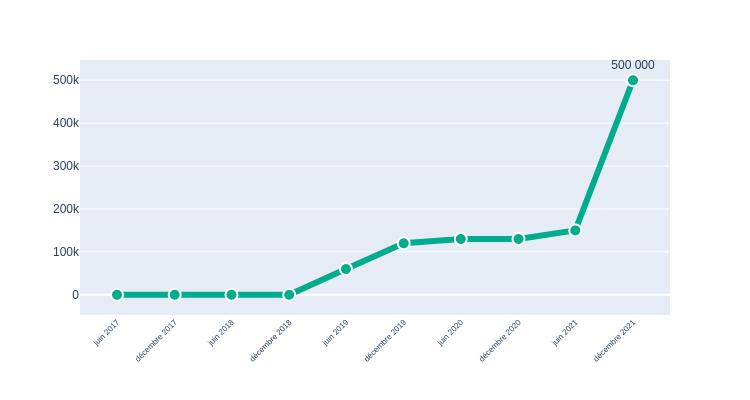 500 000
500k
400k
300k
200k
100k
0
juin 2017
décembre 2017
juin 2018
décembre 2018
juin 2019
décembre 2019
juin 2020
décembre 2020
juin 2021
décembre 2021